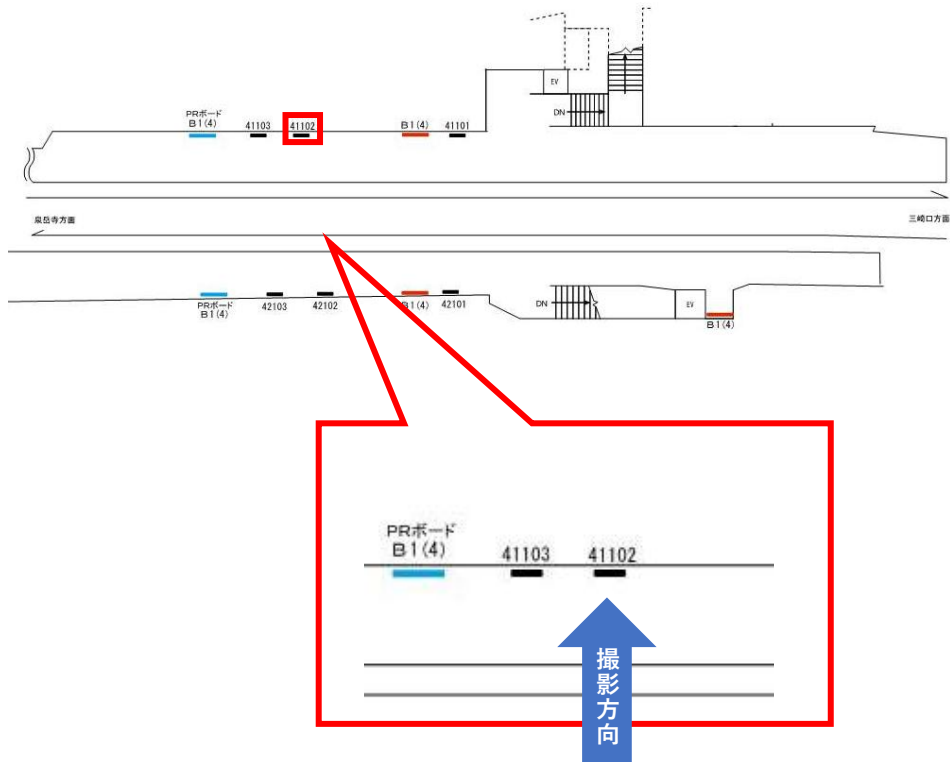 EV
DN
PRボード
B1(4)
41103
41102
B1(4)
41101
泉岳寺方面
三崎口方面
PRボード
B1(4)
42103
42102
B1(4)
42101
DN
EV
B1(4)
PRボード
B1(4)
41103
41102
撮影方向